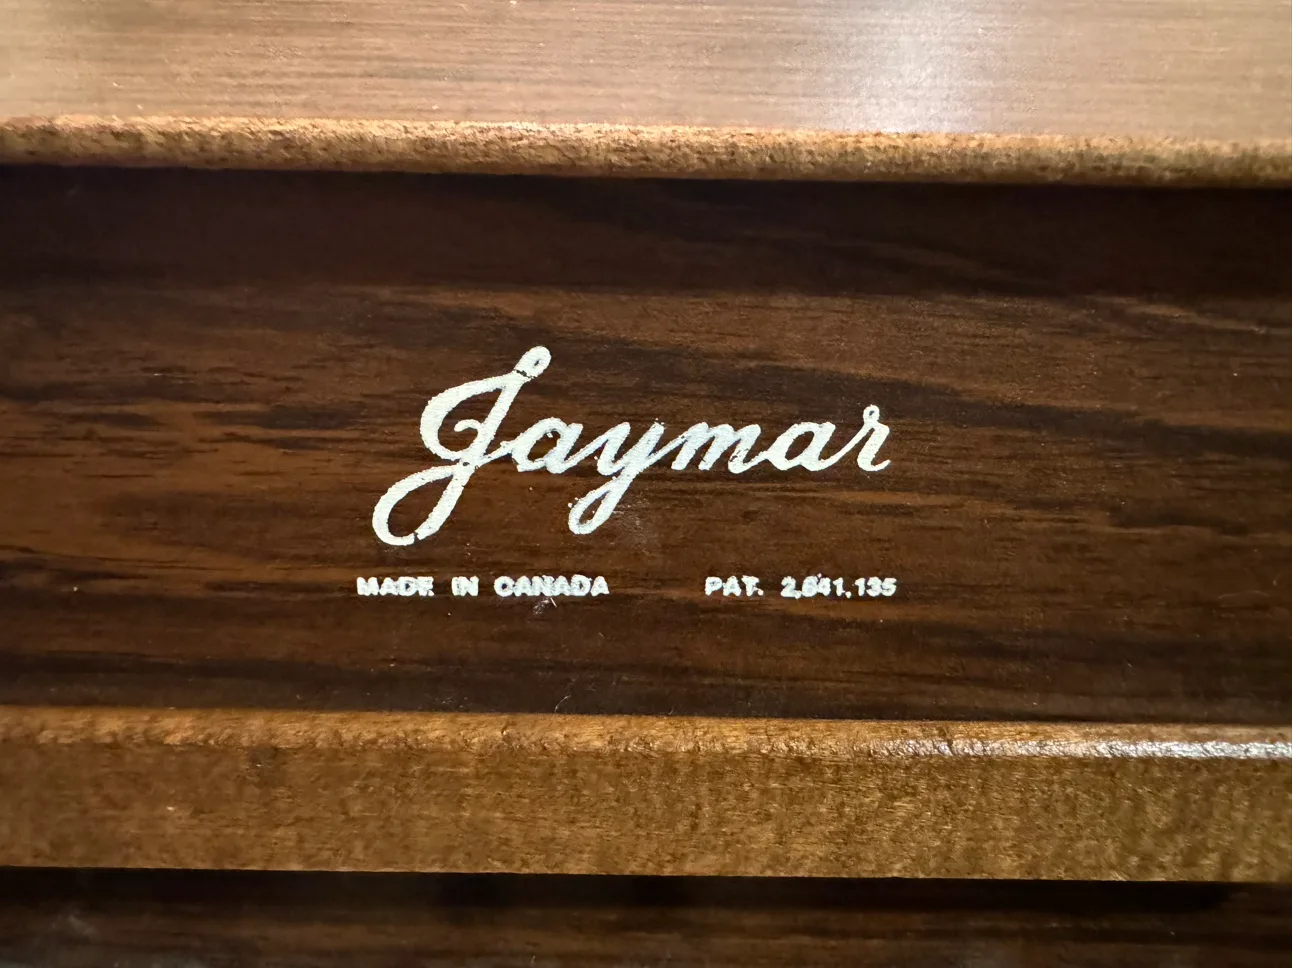 Jaymar
MADE IN CANADA PAT. 2,641,135